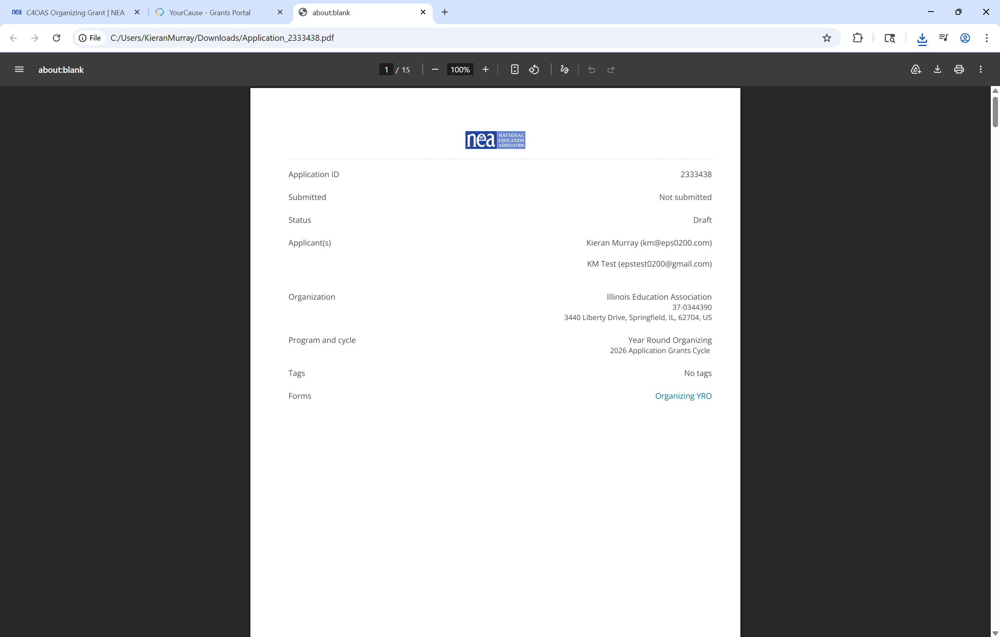 nea C4OAS Organizing Grant | NEA
YourCause - Grants Portal
about:blank
File C:/Users/KieranMurray/Downloads/Application_2333438.pdf
about:blank
1 / 15
100%
nea NATIONAL
EDUCATION
ASSOCIATION
Application ID 2333438
Submitted Not submitted
Status Draft
Applicant(s) Kieran Murray (km@eps0200.com)
KM Test (epstest0200@gmail.com)
Organization Illinois Education Association
37-0344390
3440 Liberty Drive, Springfield, IL, 62704, US
Program and cycle Year Round Organizing
2026 Application Grants Cycle
Tags No tags
Forms Organizing YRO